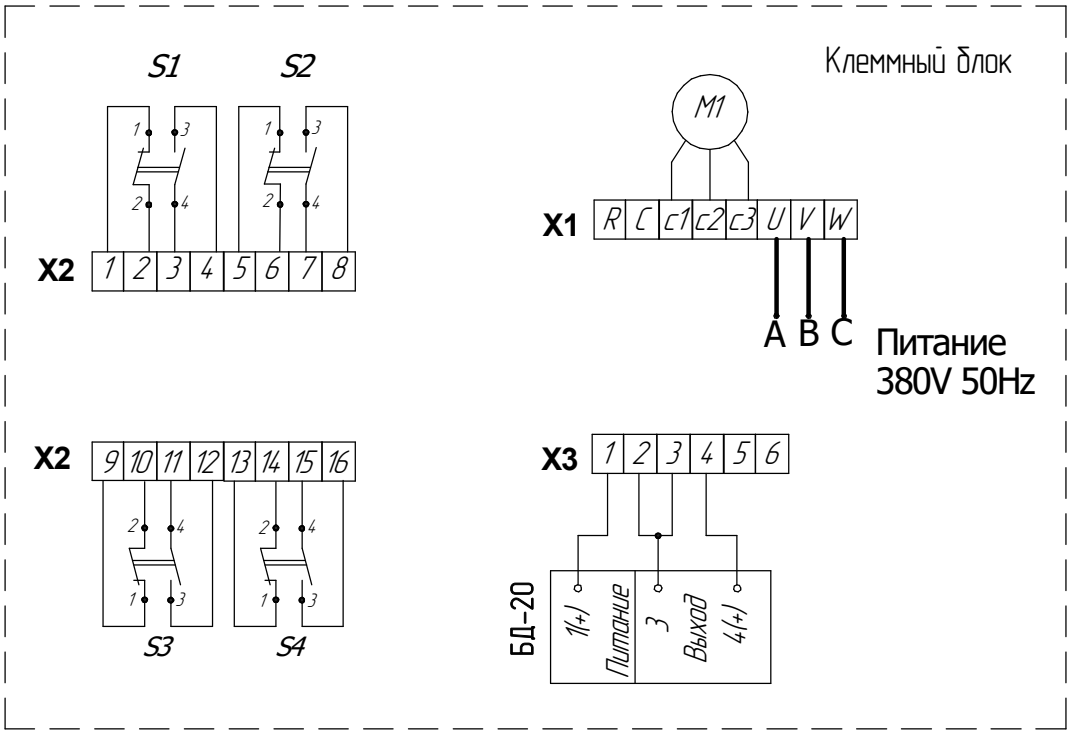 Клеммный блок
S1 S2
1 3 1 3
2 4 2 4
X2 1 2 3 4 5 6 7 8
M1
X1 R C c1 c2 c3 U V W
A B C
Питание
380V 50Hz
X2 9 10 11 12 13 14 15 16
2 4 2 4
1 3 1 3
S3 S4
X3 1 2 3 4 5 6
БД-20
1(+)
Питание
3
Выход
4(+)